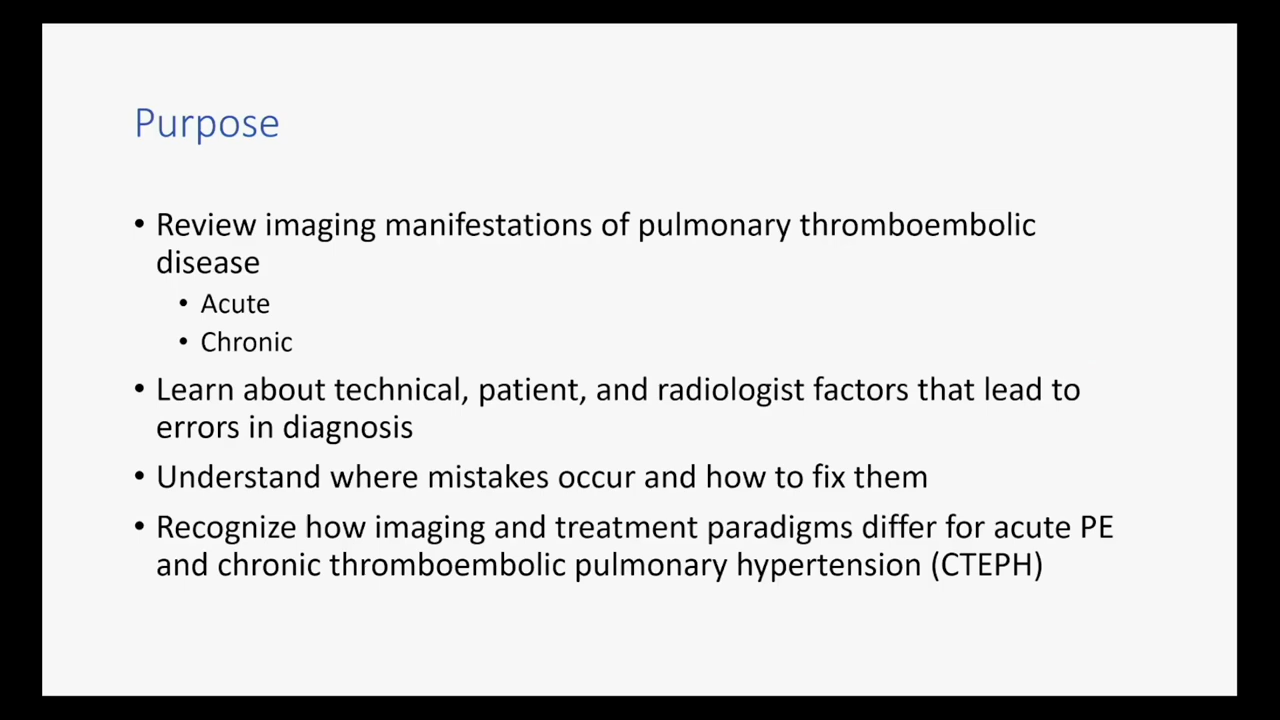 Purpose
• Review imaging manifestations of pulmonary thromboembolic
disease
• Acute
• Chronic
• Learn about technical, patient, and radiologist factors that lead to
errors in diagnosis
• Understand where mistakes occur and how to fix them
• Recognize how imaging and treatment paradigms differ for acute PE
and chronic thromboembolic pulmonary hypertension (CTEPH)